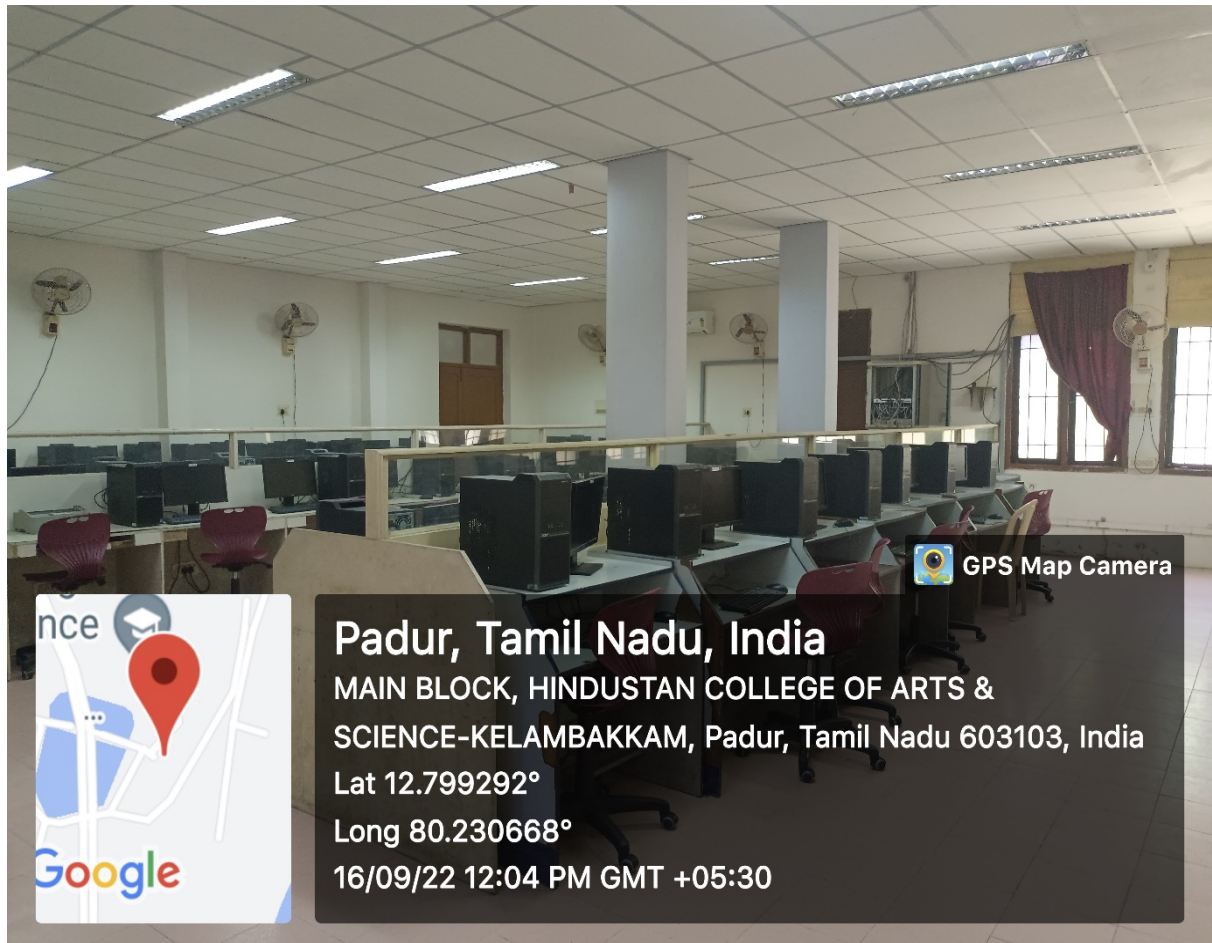 GPS Map Camera
nce
Google
Padur, Tamil Nadu, India
MAIN BLOCK, HINDUSTAN COLLEGE OF ARTS &
SCIENCE-KELAMBAKKAM, Padur, Tamil Nadu 603103, India
Lat 12.799292°
Long 80.230668°
16/09/22 12:04 PM GMT +05:30